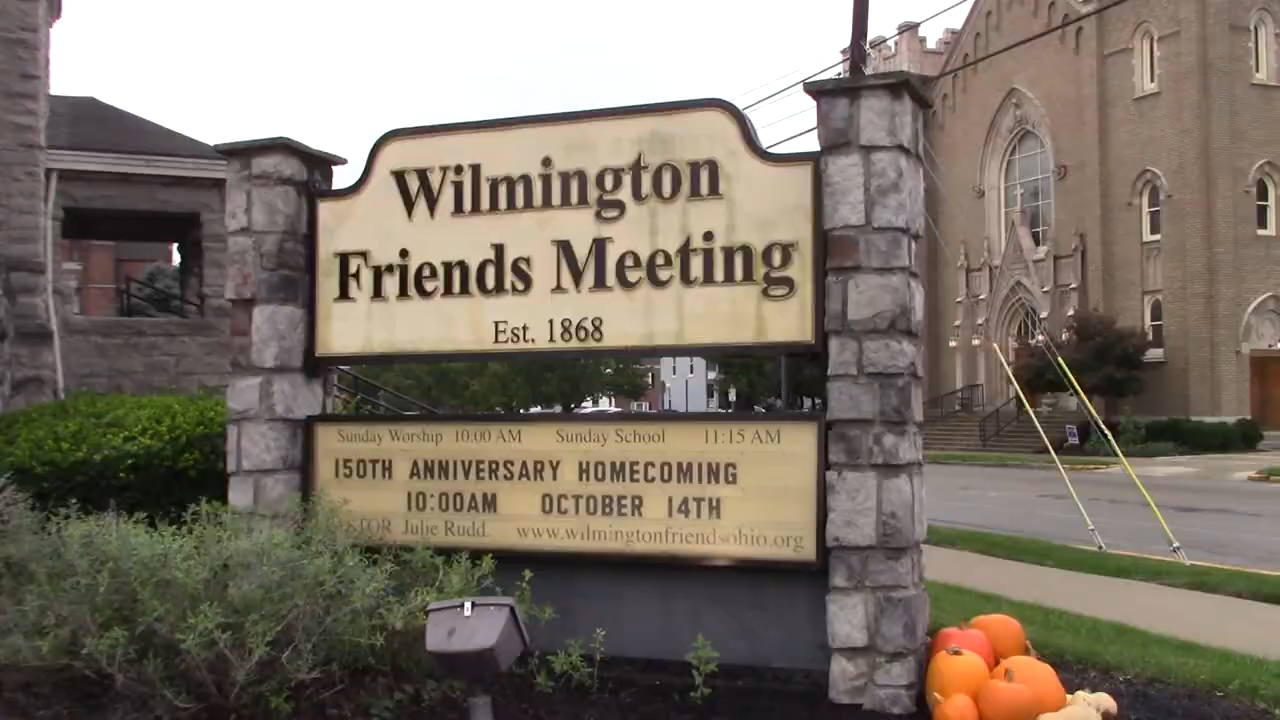 Wilmington
Friends Meeting
Est. 1868
Sunday Worship 10:00 AM Sunday School 11:15 AM
150TH ANNIVERSARY HOMECOMING
10:00AM OCTOBER 14TH
Julie Rudd www.wilmingtonfriendsohio.org